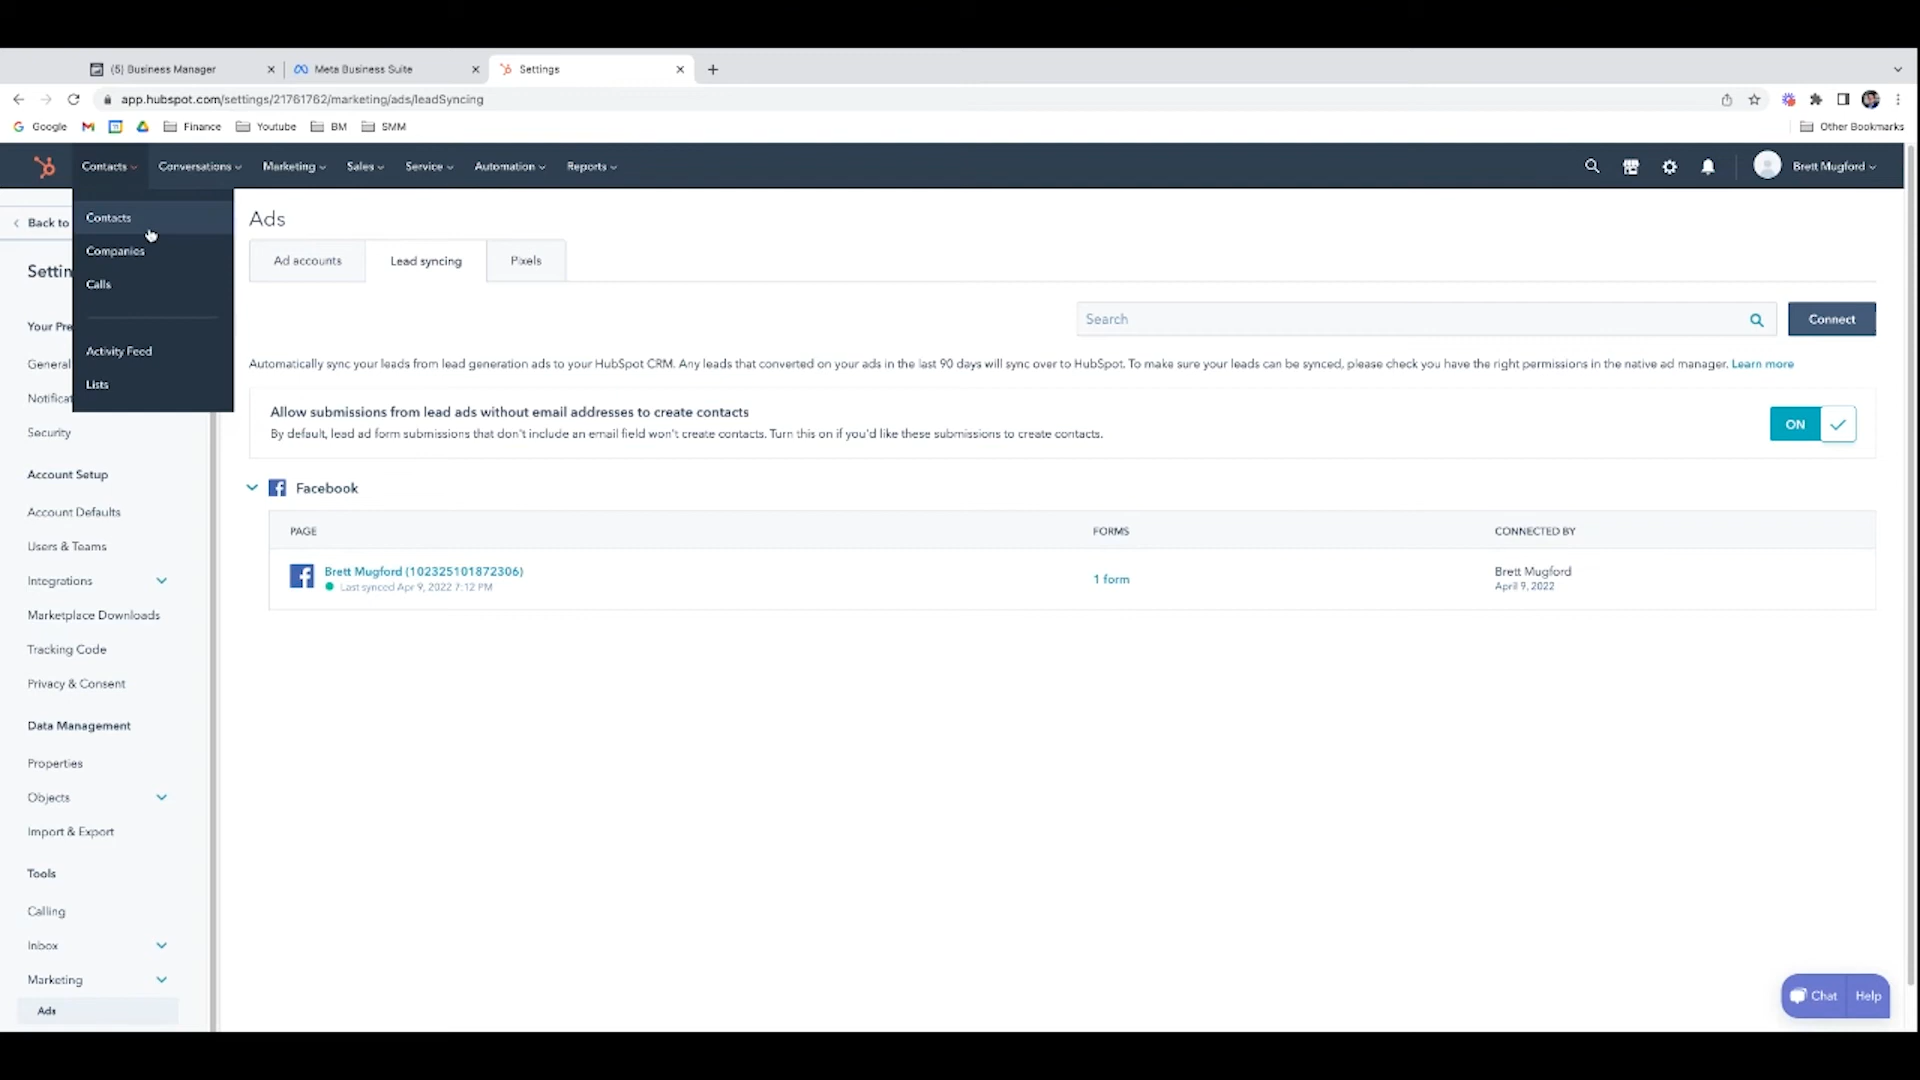 (5) Business Manager
Meta Business Suite
Settings
app.hubspot.com/settings/21761762/marketing/ads/leadSyncing
Google
Finance
Youtube
BM
SMM
Other Bookmarks
Contacts
Conversations
Marketing
Sales
Service
Automation
Reports
Brett Mugford
Contacts
Companies
Calls
Activity Feed
Lists
Back to
Settin
Your Pre
General
Notificat
Security
Account Setup
Account Defaults
Users & Teams
Integrations
Marketplace Downloads
Tracking Code
Privacy & Consent
Data Management
Properties
Objects
Import & Export
Tools
Calling
Inbox
Marketing
Ads
Ads
Ad accounts
Lead syncing
Pixels
Search
Connect
Automatically sync your leads from lead generation ads to your HubSpot CRM. Any leads that converted on your ads in the last 90 days will sync over to HubSpot. To make sure your leads can be synced, please check you have the right permissions in the native ad manager. Learn more
Allow submissions from lead ads without email addresses to create contacts
By default, lead ad form submissions that don't include an email field won't create contacts. Turn this on if you'd like these submissions to create contacts.
ON
Facebook
PAGE
FORMS
CONNECTED BY
Brett Mugford (102325101872306)
Last synced Apr 9, 2022 7:12 PM
1 form
Brett Mugford
April 9, 2022
Chat
Help